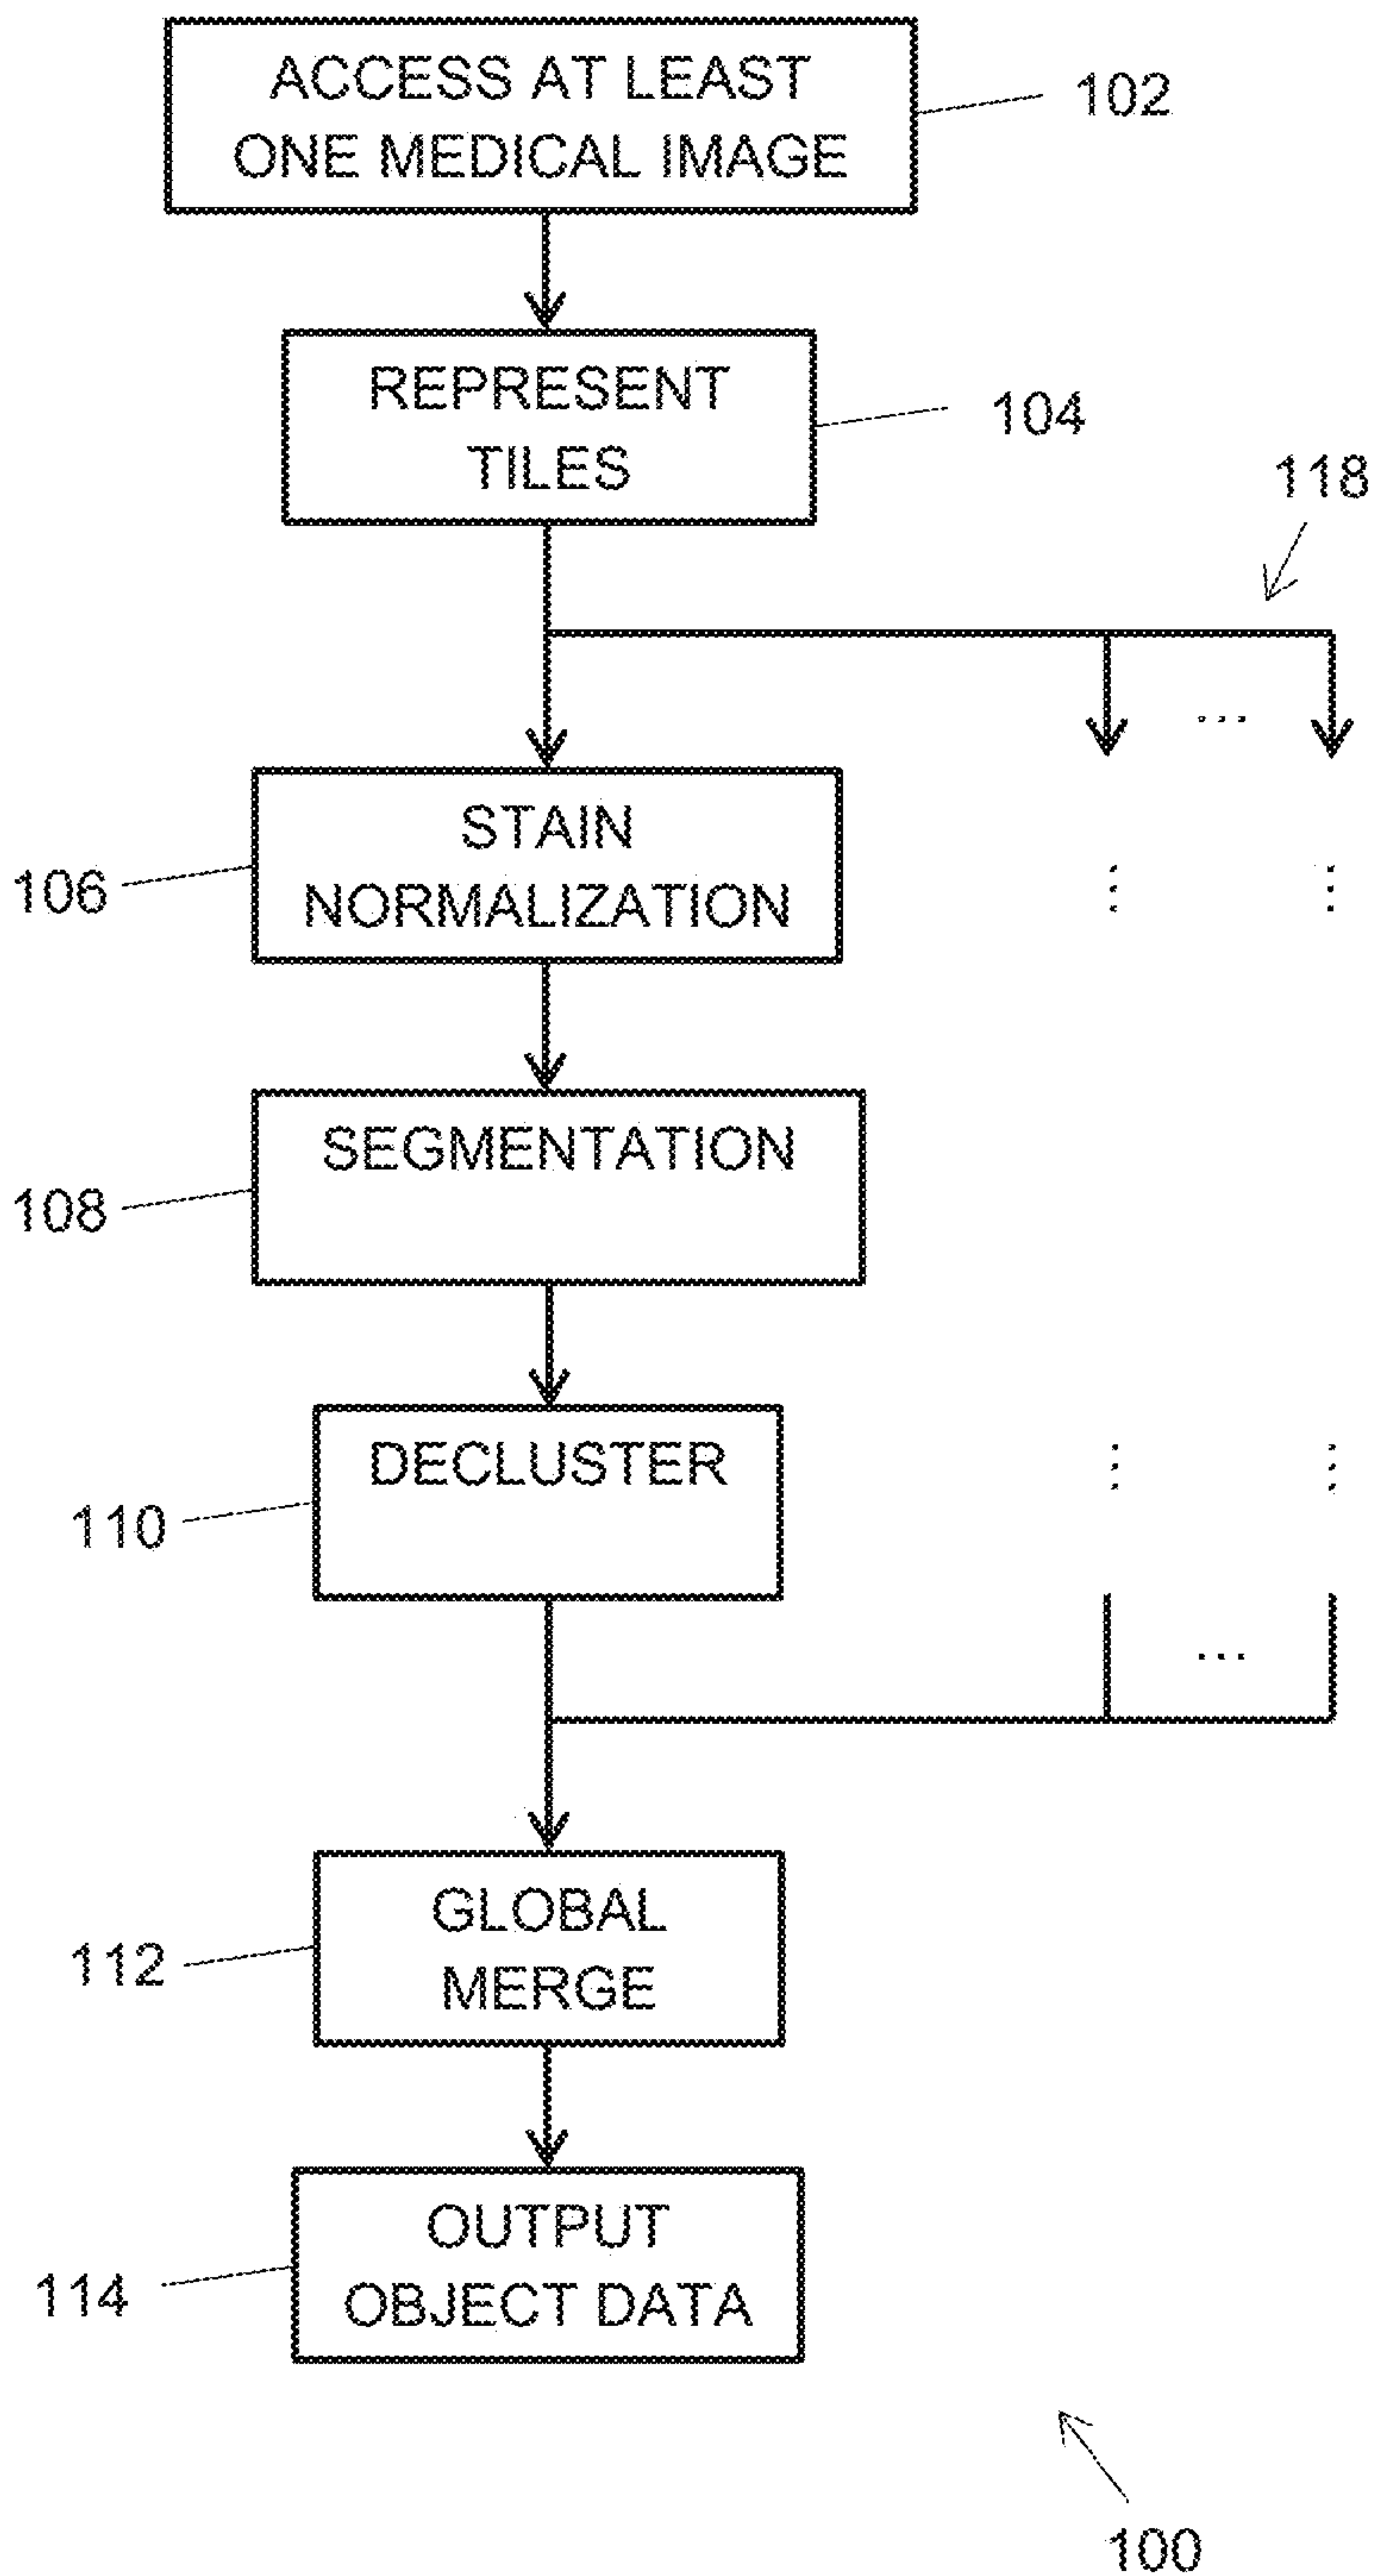 ACCESS AT LEAST
ONE MEDICAL IMAGE
102
REPRESENT
TILES
104
118
...
STAIN
NORMALIZATION
106
SEGMENTATION
108
DECLUSTER
110
...
GLOBAL
MERGE
112
OUTPUT
OBJECT DATA
114
100